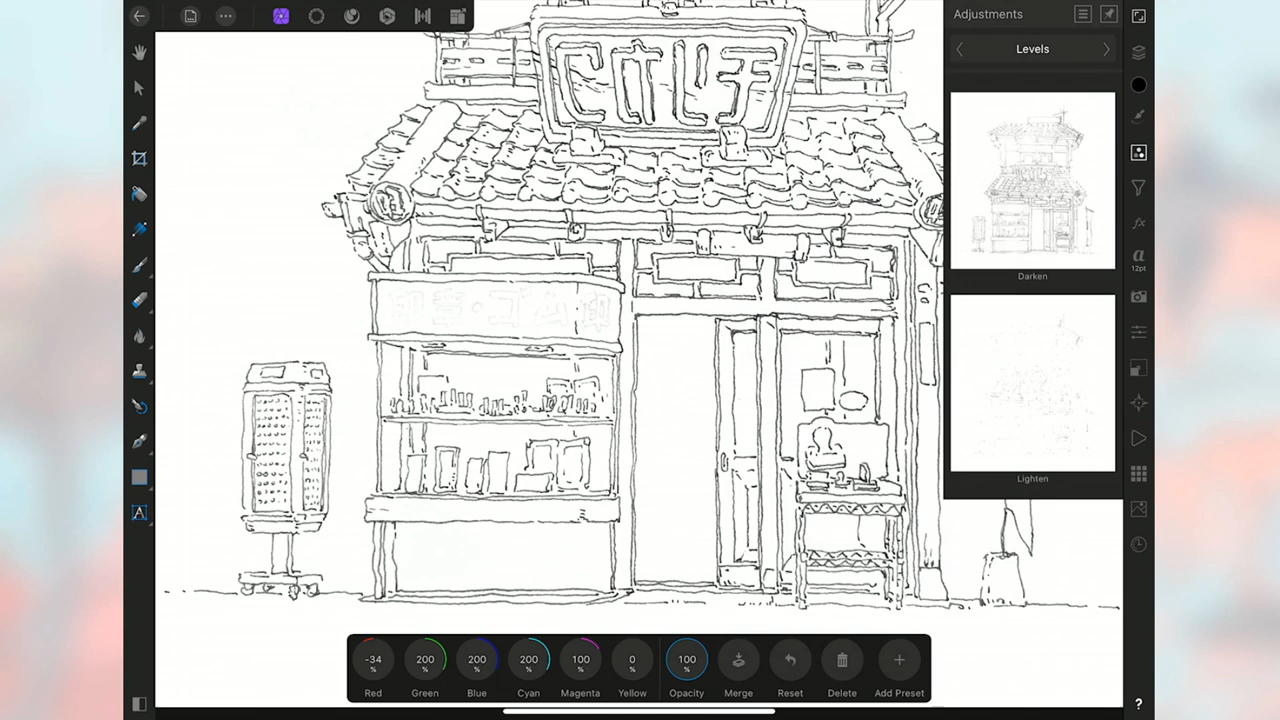 Adjustments
Levels
Darken
Lighten
12pt
a
fx
A
-34
%
Red
200
%
Green
200
%
Blue
200
%
Cyan
100
%
Magenta
0
%
Yellow
100
%
Opacity
Merge
Reset
Delete
Add Preset
?